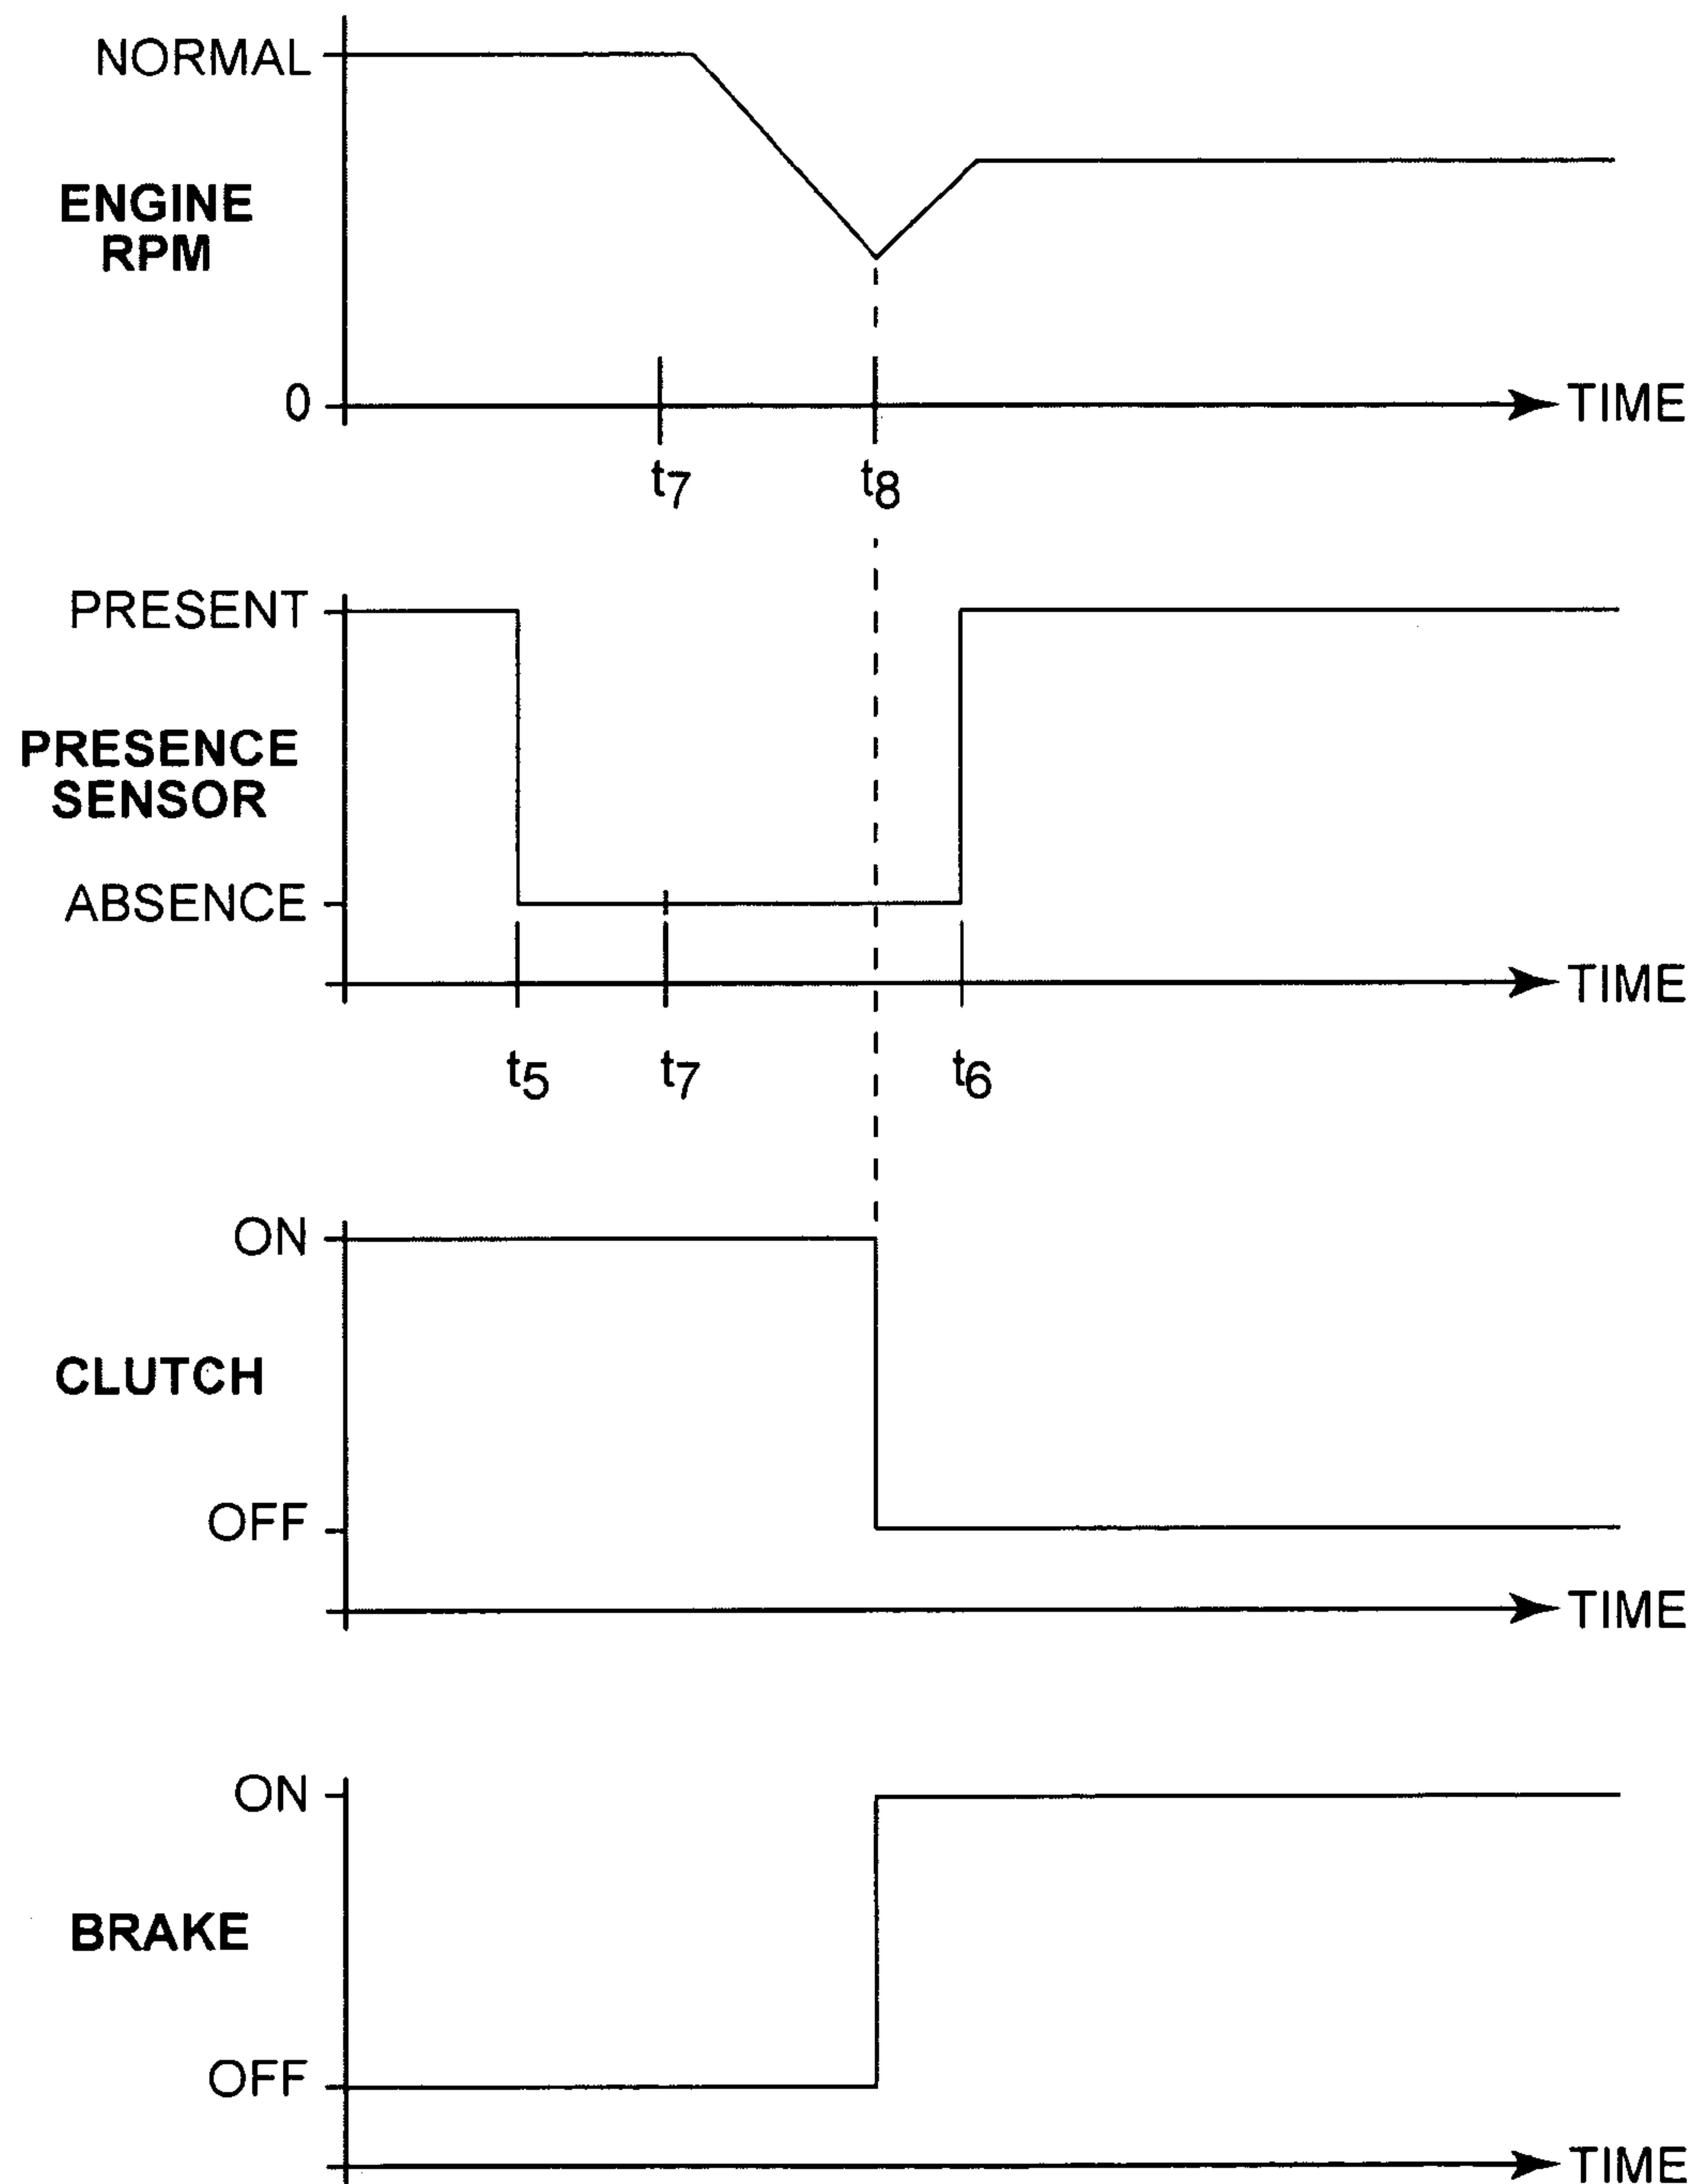 NORMAL
ENGINE
RPM
0
TIME
t7
t8
PRESENT
PRESENCE
SENSOR
ABSENCE
TIME
t5
t7
t6
ON
CLUTCH
OFF
TIME
ON
BRAKE
OFF
TIME